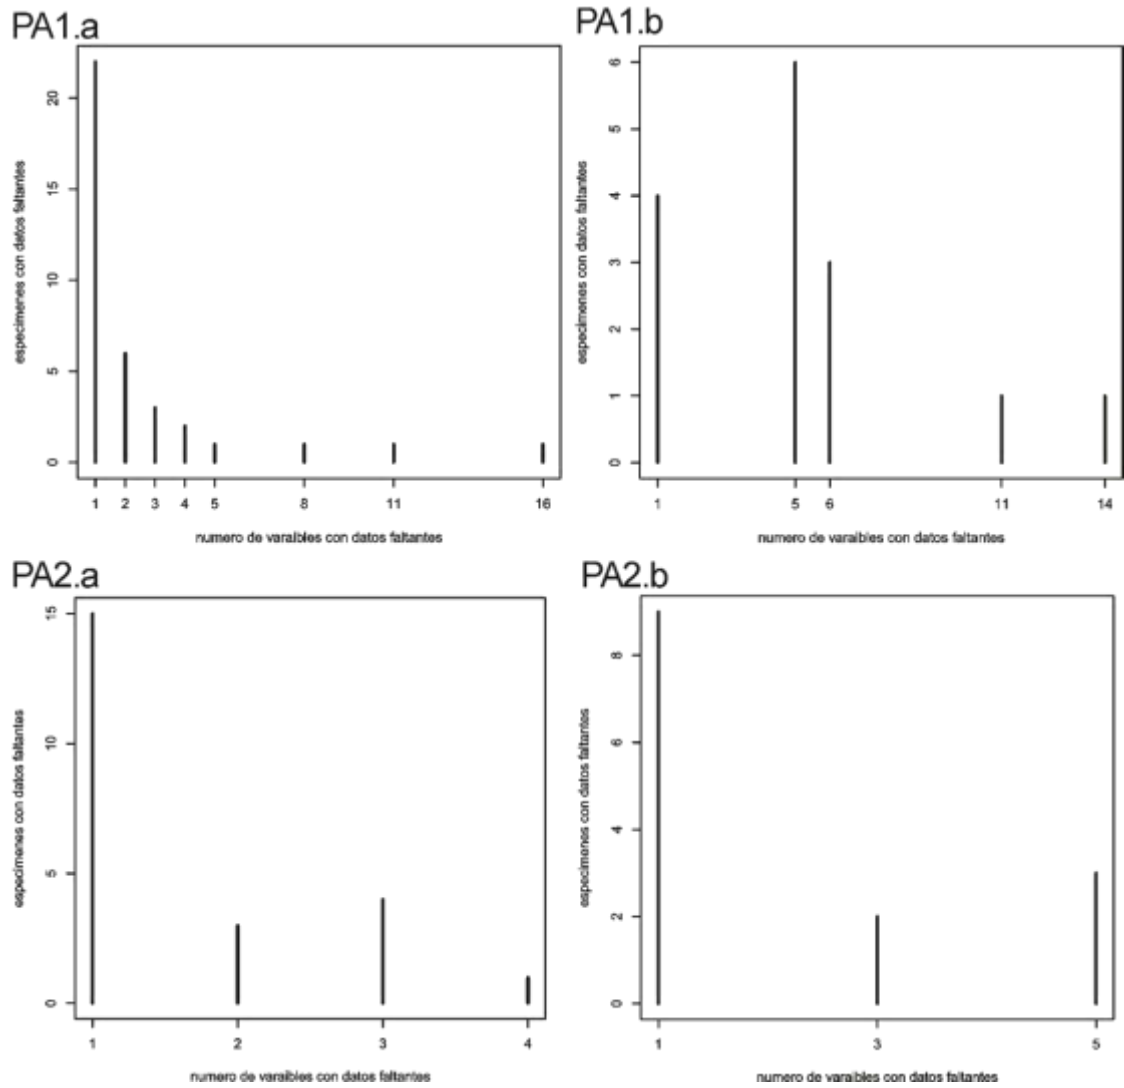 PA1.a
especimenes con datos faltantes
20
15
10
5
0
1 2 3 4 5 8 11 16
numero de varaibles con datos faltantes
PA1.b
especimenes con datos faltantes
6
5
4
3
2
1
0
1 5 6 11 14
numero de varaibles con datos faltantes
PA2.a
especimenes con datos faltantes
15
10
5
0
1 2 3 4
numero de varaibles con datos faltantes
PA2.b
especimenes con datos faltantes
8
6
4
2
0
1 3 5
numero de varaibles con datos faltantes